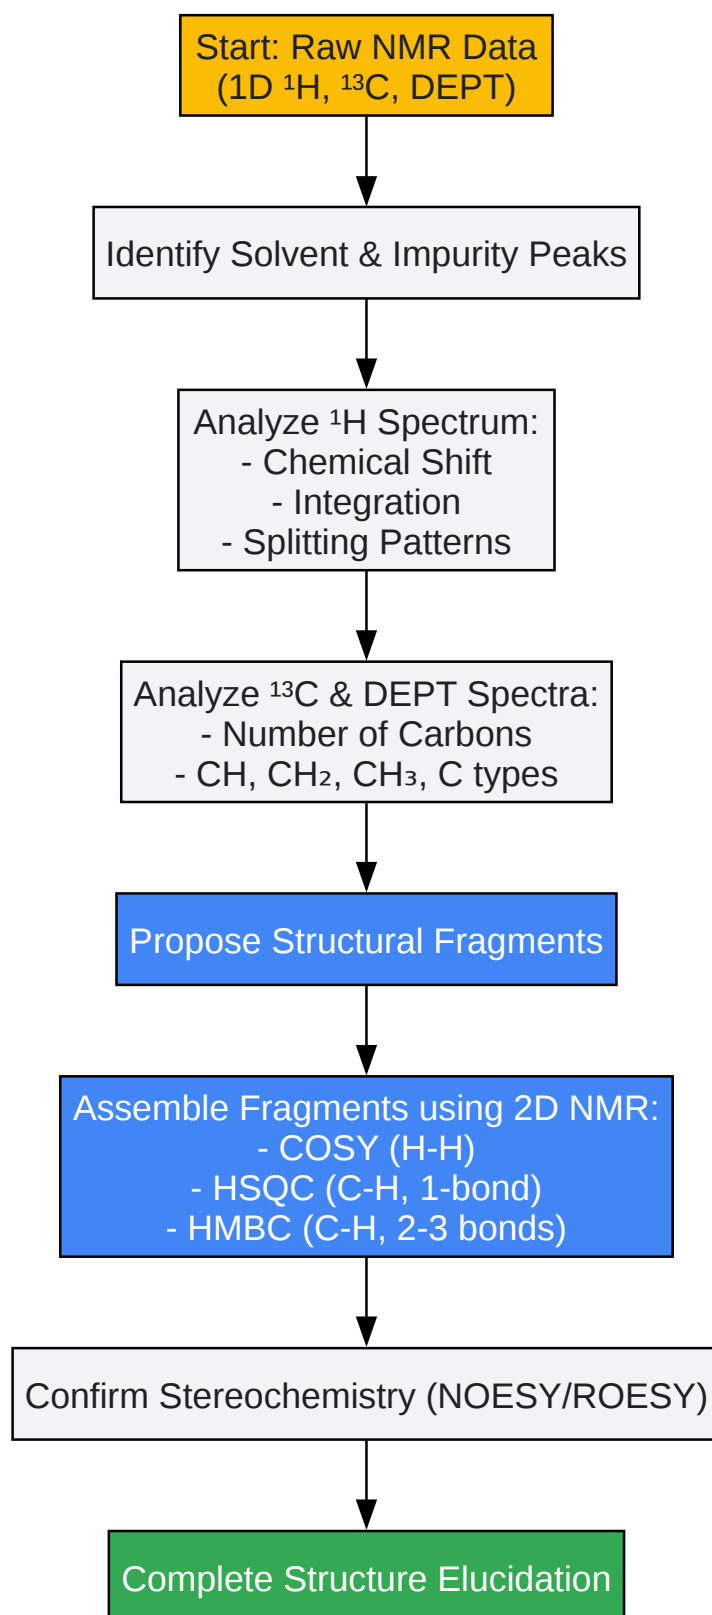 Start: Raw NMR Data
(1D ¹H, ¹³C, DEPT)
Identify Solvent & Impurity Peaks
Analyze ¹H Spectrum:
- Chemical Shift
- Integration
- Splitting Patterns
Analyze ¹³C & DEPT Spectra:
- Number of Carbons
- CH, CH₂, CH₃, C types
Propose Structural Fragments
Assemble Fragments using 2D NMR:
- COSY (H-H)
- HSQC (C-H, 1-bond)
- HMBC (C-H, 2-3 bonds)
Confirm Stereochemistry (NOESY/ROESY)
Complete Structure Elucidation